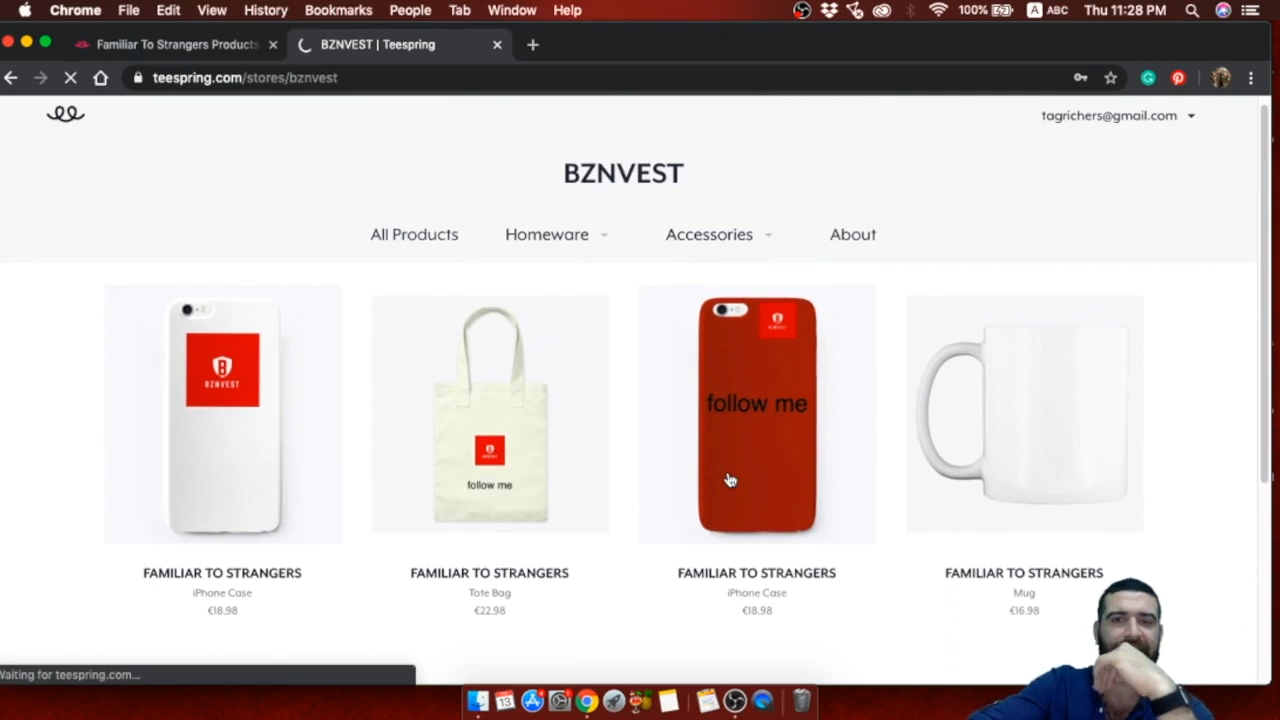 Chrome File Edit View History Bookmarks People Tab Window Help 100% A ABC Thu 11:28 PM
Familiar To Strangers Products BZNVEST | Teespring
teespring.com/stores/bznvest
tagrichers@gmail.com
BZNVEST
All Products Homeware Accessories About
BZNVEST
BZNVEST
follow me
follow me
FAMILIAR TO STRANGERS FAMILIAR TO STRANGERS FAMILIAR TO STRANGERS FAMILIAR TO STRANGERS
iPhone Case Tote Bag iPhone Case Mug
€18.98 €22.98 €18.98 €16.98
Waiting for teespring.com...
13